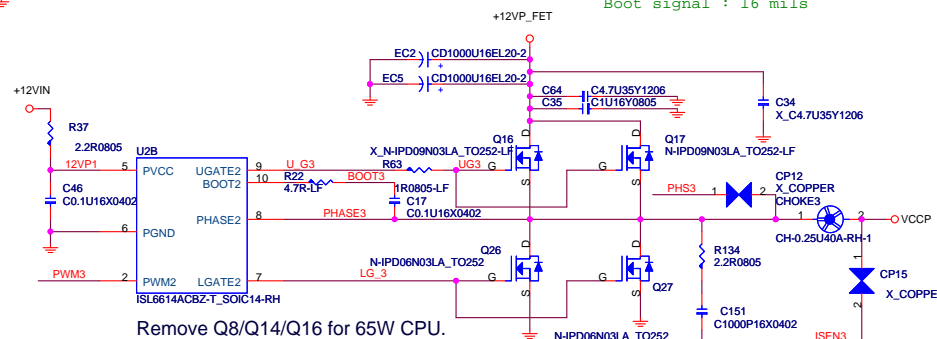 Boot signal : 16 mils
+12VP_FET
EC2 CD1000U16EL20-2
+
EC5 CD1000U16EL20-2
+
+12VIN
C64 C4.7U35Y1206
C35 C1U16Y0805
C34
X_C4.7U35Y1206
R37
2.2R0805
Q16 D
X_N-IPD09N03LA_TO252-LF
Q17 D
N-IPD09N03LA_TO252-LF
U2B
12VP1 5 PVCC
UGATE2 9 U_G3 R63 UG3 G S
G S
BOOT2 10 R22 BOOT3
4.7R-LF
1R0805-LF
C46
C0.1U16X0402
C17
C0.1U16X0402
PHS3 1 2 CP12
X_COPPER
CHOKE3
PHASE2 8 PHASE3
1 2 VCCP
CH-0.25U40A-RH-1
6 PGND
Q26 D
N-IPD06N03LA_TO252
D
R134
2.2R0805
PWM3 2 PWM2
LGATE2 7 LG_3 G S
G S
Q27
1 CP15
X_COPPE
2
ISL6614ACBZ-T_SOIC14-RH
C151
C1000P16X0402
Remove Q8/Q14/Q16 for 65W CPU.
N-IPD06N03LA_TO252
ISEN3